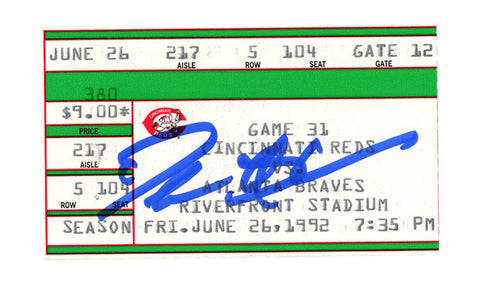 JUNE 26 217 5 104 GATE 12
AISLE ROW SEAT GATE
380
$9.00*
PRICE
217
AISLE
5 104
ROW SEAT
SEASON
CINCINNATI
REDS
GAME 31
CINCINNATI REDS
VS.
ATLANTA BRAVES
RIVERFRONT STADIUM
FRI.JUNE 26,1992 7:35 PM